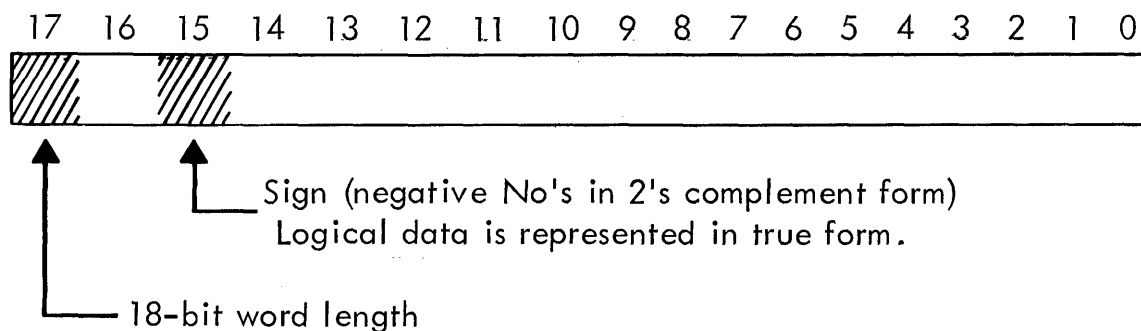 17 16 15 14 13 12 11 10 9 8 7 6 5 4 3 2 1 0
Sign (negative No's in 2's complement form)
Logical data is represented in true form.
18-bit word length